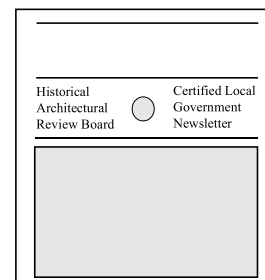 Historical
Architectural
Review Board
Certified Local
Government
Newsletter